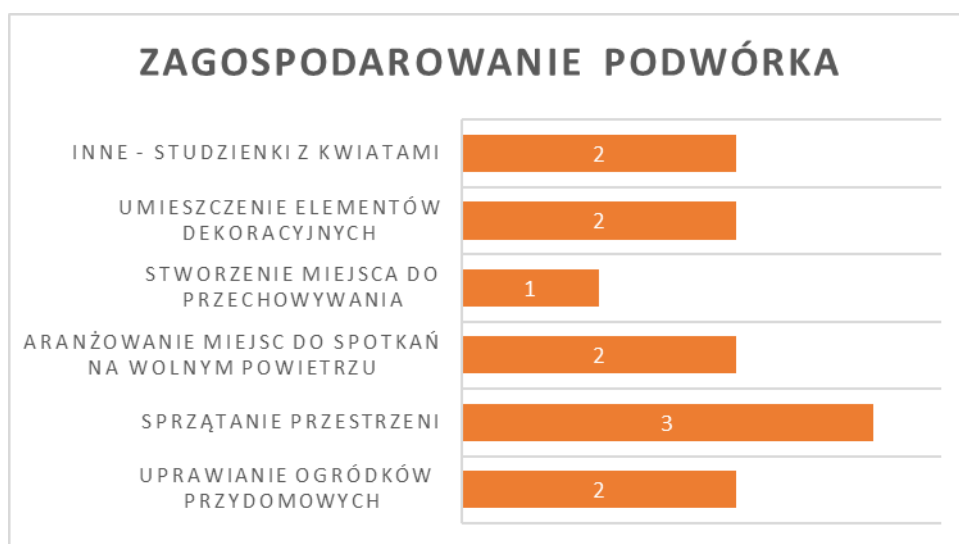 ZAGOSPODAROWANIE PODWÓRKA
INNE - STUDZIENKI Z KWIATAMI
2
UMIESZCZENIE ELEMENTÓW
DEKORACYJNYCH
2
STWORZENIE MIEJSCA DO
PRZECHOWYWANIA
1
ARANŻOWANIE MIEJSC DO SPOTKAŃ
NA WOLNYM POWIETRZU
2
SPRZĄTANIE PRZESTRZENI
3
UPRAWIANIE OGRÓDKÓW
PRZYDOMOWYCH
2